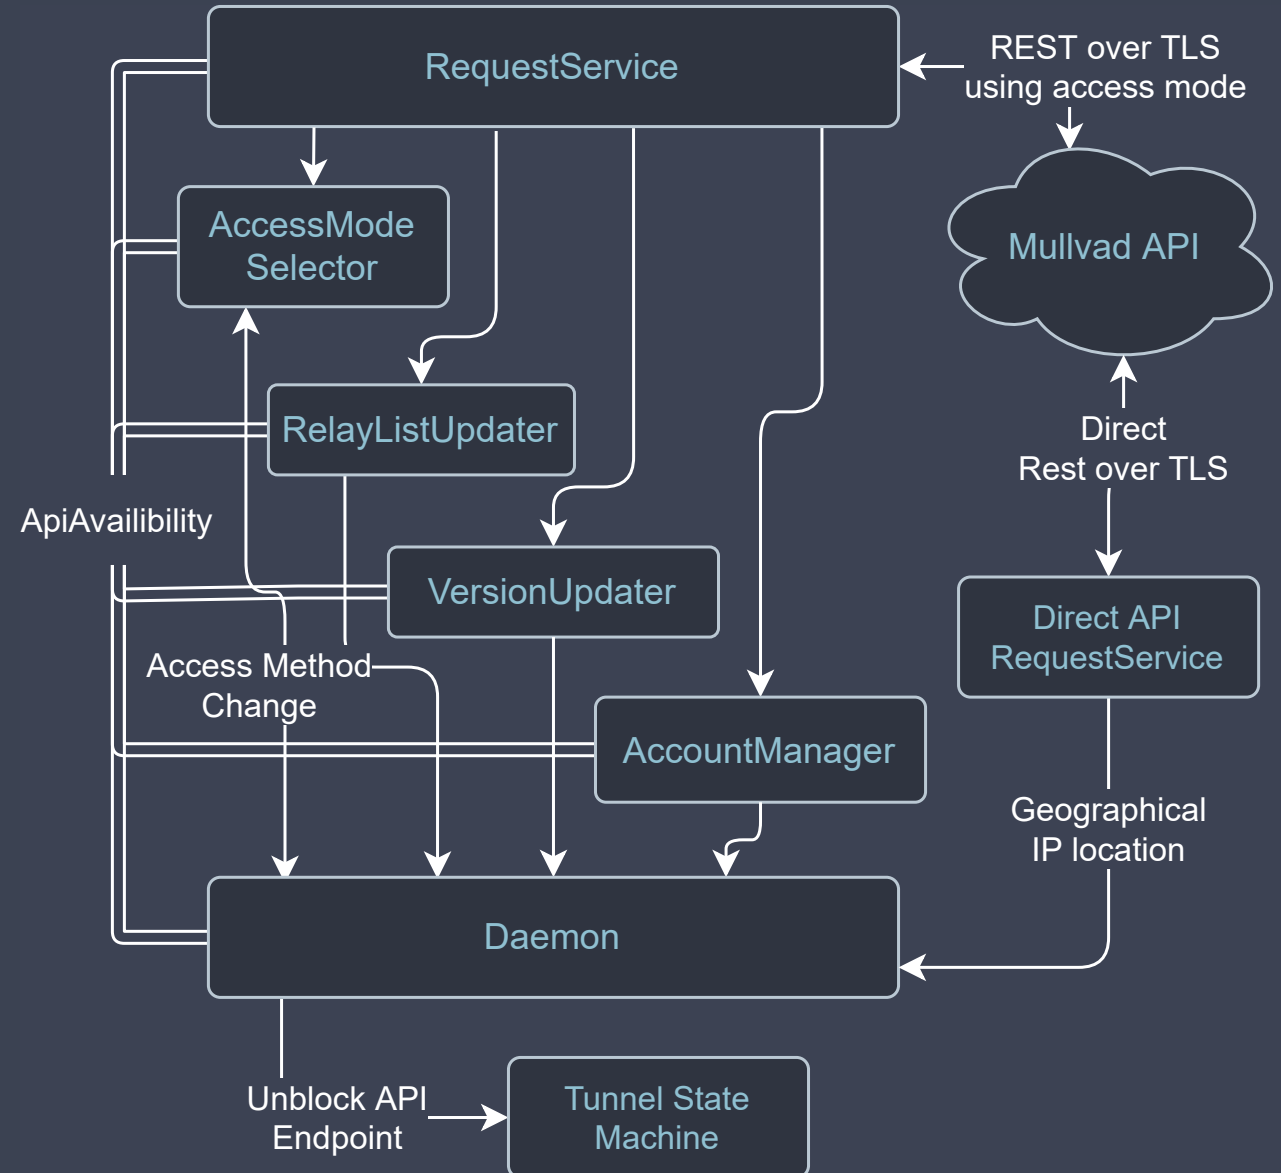 RequestService
REST over TLS
using access mode
AccessMode
Selector
Mullvad API
RelayListUpdater
Direct
Rest over TLS
ApiAvailibility
VersionUpdater
Direct API
RequestService
Access Method
Change
AccountManager
Geographical
IP location
Daemon
Unblock API
Endpoint
Tunnel State
Machine